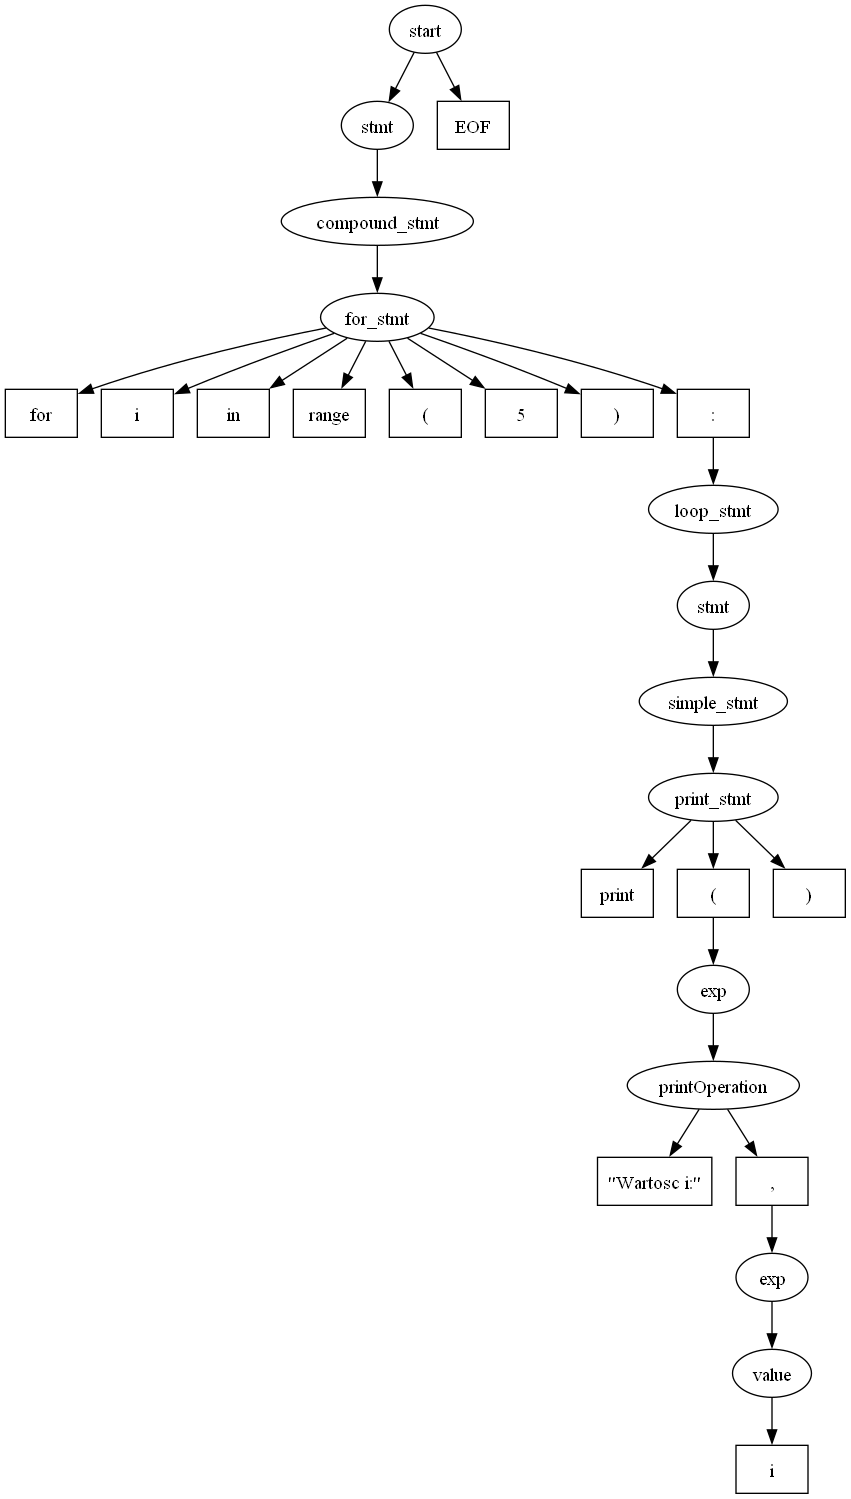 start
stmt
EOF
compound_stmt
for_stmt
for
i
in
range
(
5
)
:
loop_stmt
stmt
simple_stmt
print_stmt
print
(
)
exp
printOperation
"Wartosc i:"
,
exp
value
i